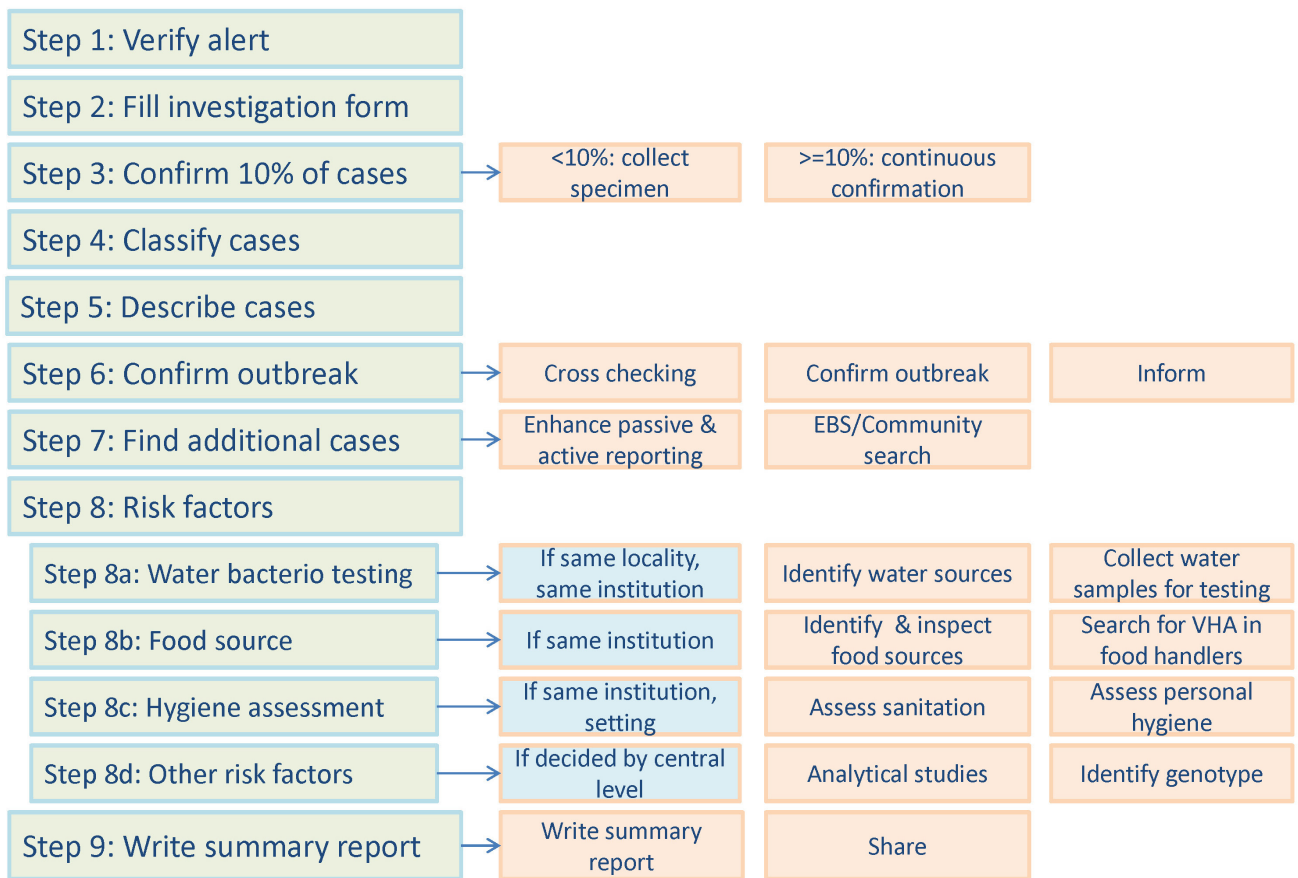 Step 1: Verify alert
Step 2: Fill investigation form
Step 3: Confirm 10% of cases
<10%: collect
specimen
>=10%: continuous
confirmation
Step 4: Classify cases
Step 5: Describe cases
Step 6: Confirm outbreak
Cross checking
Confirm outbreak
Inform
Step 7: Find additional cases
Enhance passive &
active reporting
EBS/Community
search
Step 8: Risk factors
Step 8a: Water bacterio testing
If same locality,
same institution
Identify water sources
Collect water
samples for testing
Step 8b: Food source
If same institution
Identify & inspect
food sources
Search for VHA in
food handlers
Step 8c: Hygiene assessment
If same institution,
setting
Assess sanitation
Assess personal
hygiene
Step 8d: Other risk factors
If decided by central
level
Analytical studies
Identify genotype
Step 9: Write summary report
Write summary
report
Share